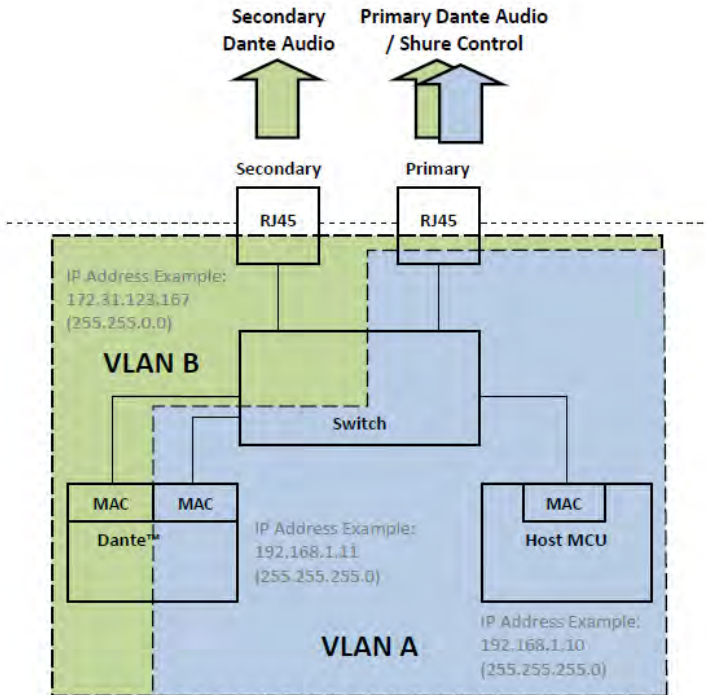 Secondary
Dante Audio
Primary Dante Audio
/ Shure Control
Secondary
Primary
RJ45
RJ45
IP Address Example:
172.31.123.167
(255.255.0.0)
VLAN B
Switch
MAC
MAC
Dante™
MAC
Host MCU
IP Address Example:
192.168.1.11
(255.255.255.0)
VLAN A
IP Address Example:
192.168.1.10
(255.255.255.0)